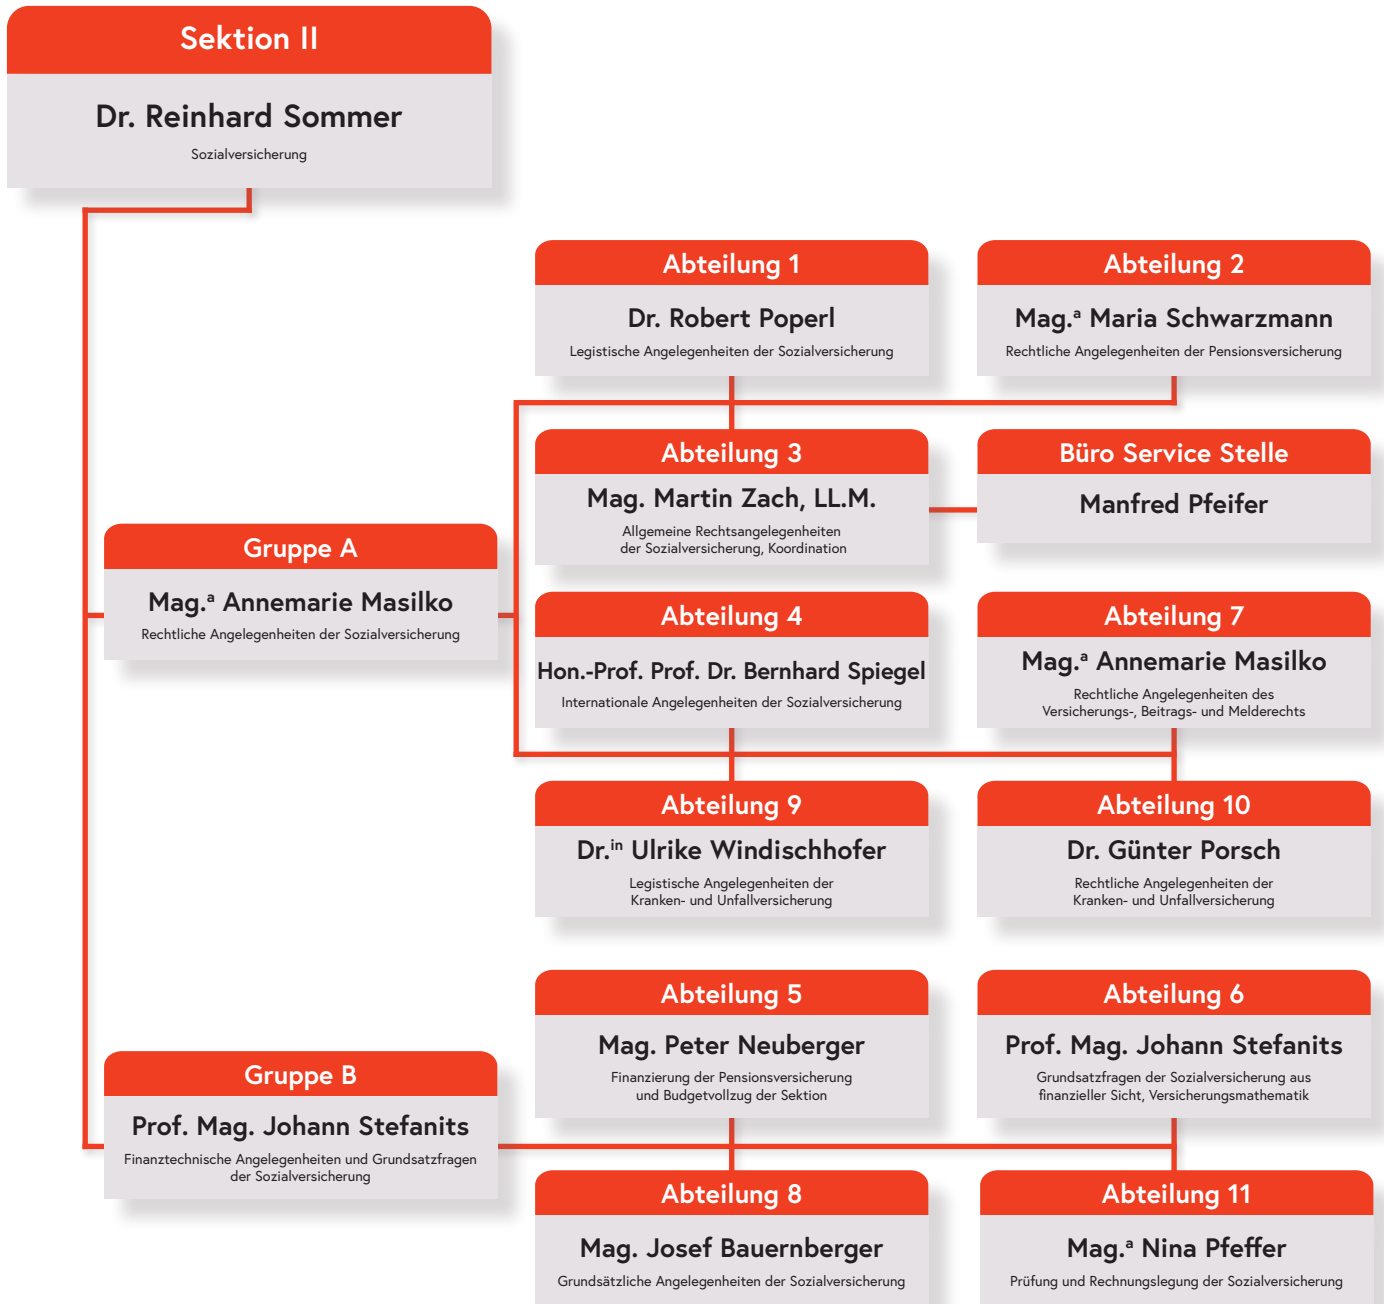 Sektion II
Dr. Reinhard Sommer
Sozialversicherung
Abteilung 1
Dr. Robert Poperl
Legistische Angelegenheiten der Sozialversicherung
Abteilung 2
Mag.ª Maria Schwarzmann
Rechtliche Angelegenheiten der Pensionsversicherung
Abteilung 3
Mag. Martin Zach, LL.M.
Allgemeine Rechtsangelegenheiten
der Sozialversicherung, Koordination
Büro Service Stelle
Manfred Pfeifer
Gruppe A
Mag.ª Annemarie Masilko
Rechtliche Angelegenheiten der Sozialversicherung
Abteilung 4
Hon.-Prof. Prof. Dr. Bernhard Spiegel
Internationale Angelegenheiten der Sozialversicherung
Abteilung 7
Mag.ª Annemarie Masilko
Rechtliche Angelegenheiten des
Versicherungs-, Beitrags- und Melderechts
Abteilung 9
Dr.ⁱⁿ Ulrike Windischhofer
Legistische Angelegenheiten der
Kranken- und Unfallversicherung
Abteilung 10
Dr. Günter Porsch
Rechtliche Angelegenheiten der
Kranken- und Unfallversicherung
Abteilung 5
Mag. Peter Neuberger
Finanzierung der Pensionsversicherung
und Budgetvollzug der Sektion
Abteilung 6
Prof. Mag. Johann Stefanits
Grundsatzfragen der Sozialversicherung aus
finanzieller Sicht, Versicherungsmathematik
Gruppe B
Prof. Mag. Johann Stefanits
Finanztechnische Angelegenheiten und Grundsatzfragen
der Sozialversicherung
Abteilung 8
Mag. Josef Bauernberger
Grundsätzliche Angelegenheiten der Sozialversicherung
Abteilung 11
Mag.ª Nina Pfeffer
Prüfung und Rechnungslegung der Sozialversicherung